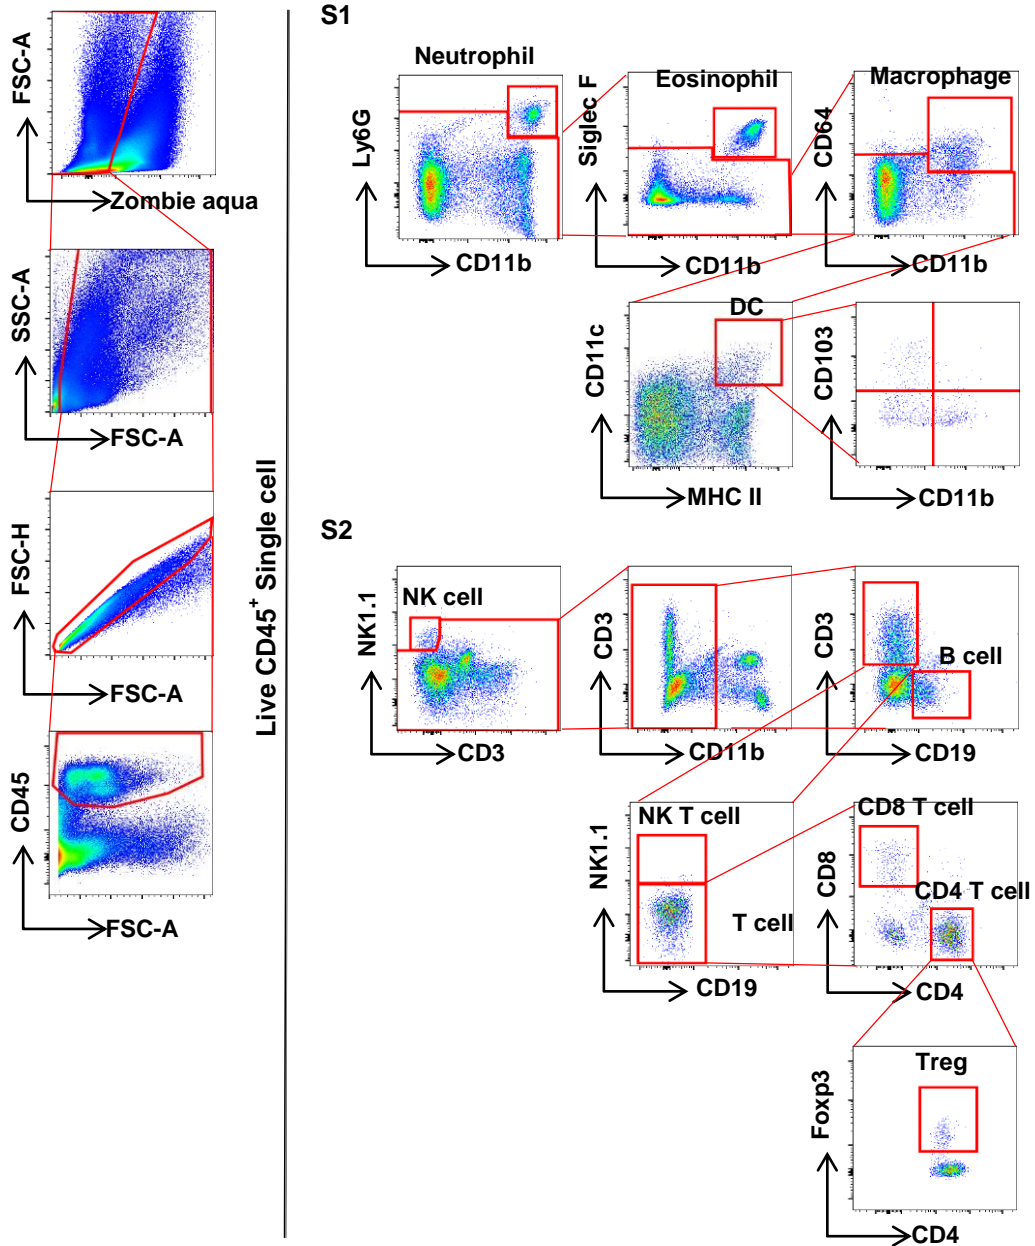 FSC-A
Zombie aqua
SSC-A
FSC-A
FSC-H
FSC-A
CD45
FSC-A
Live CD45⁺ Single cell
S1
Neutrophil
Ly6G
CD11b
Eosinophil
Siglec F
CD11b
Macrophage
CD64
CD11b
DC
CD11c
MHC II
CD103
CD11b
S2
NK cell
NK1.1
CD3
CD3
CD11b
CD3
B cell
CD19
NK T cell
NK1.1
T cell
CD19
CD8 T cell
CD8
CD4 T cell
CD4
Treg
Foxp3
CD4